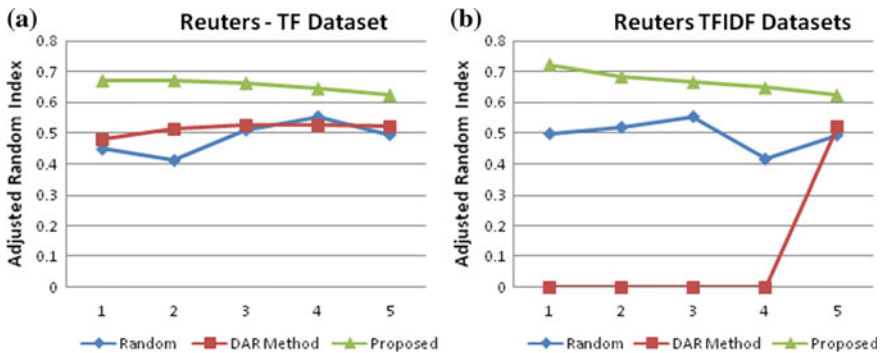 (a)
Reuters - TF Dataset
Adjusted Random Index
0.8
0.7
0.6
0.5
0.4
0.3
0.2
0.1
0
1 2 3 4 5
Random DAR Method Proposed
(b)
Reuters TFIDF Datasets
Adjusted Random Index
0.8
0.7
0.6
0.5
0.4
0.3
0.2
0.1
0
1 2 3 4 5
Random DAR Method Proposed